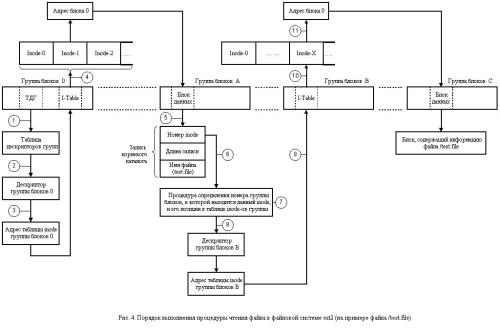 Адрес блока 0
Адрес блока 0
11
Inode-0 Inode-1 Inode-2 ....
Inode-0 ...... Inode-X ....
4
10
Группа блоков 0 Группа блоков A Группа блоков B Группа блоков C
ТДГ I-Table
Блок
данных
I-Table
Блок
данных
1
5
Таблица
дескрипторов групп
Запись
корневого
каталога
Номер inode
Длина записи
Имя файла
(test.file)
Блок, содержащий информацию
файла /test.file
2
6
9
Дескриптор
группы блоков 0
Процедура определения номера группы
блоков, в которой находится данный inode,
и его позиции в таблице inode-ов группы
7
3
8
Адрес таблицы inode
группы блоков 0
Дескриптор
группы блоков B
Адрес таблицы inode
группы блоков B
Рис. 4. Порядок выполнения процедуры чтения файла в файловой системе ext2 (на примере файла /test.file)